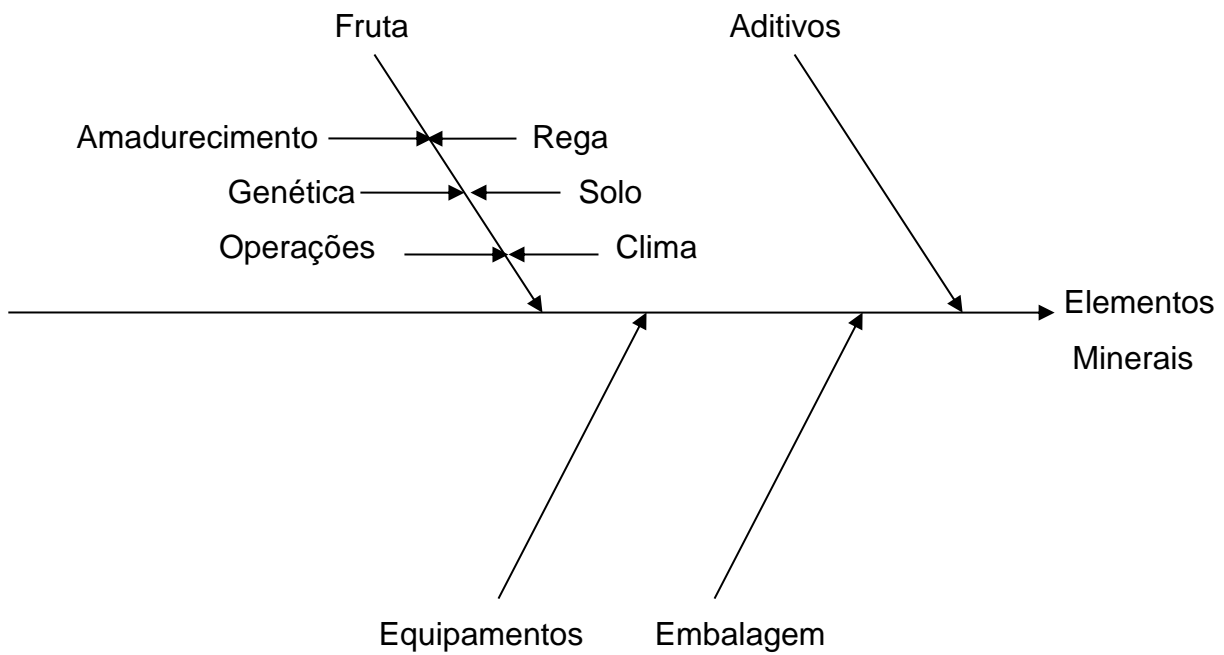 Fruta
Aditivos
Amadurecimento
Rega
Genética
Solo
Operações
Clima
Elementos
Minerais
Equipamentos
Embalagem